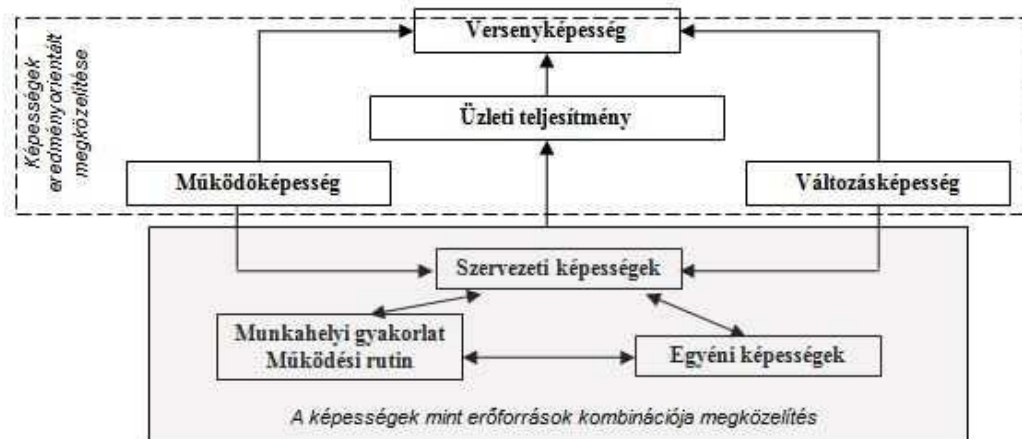 Képességek
eredményorientált
megközelítése
Versenyképesség
Üzleti teljesítmény
Működőképesség
Változásképesség
Szervezeti képességek
Munkahelyi gyakorlat
Működési rutin
Egyéni képességek
A képességek mint erőforrások kombinációja megközelítés